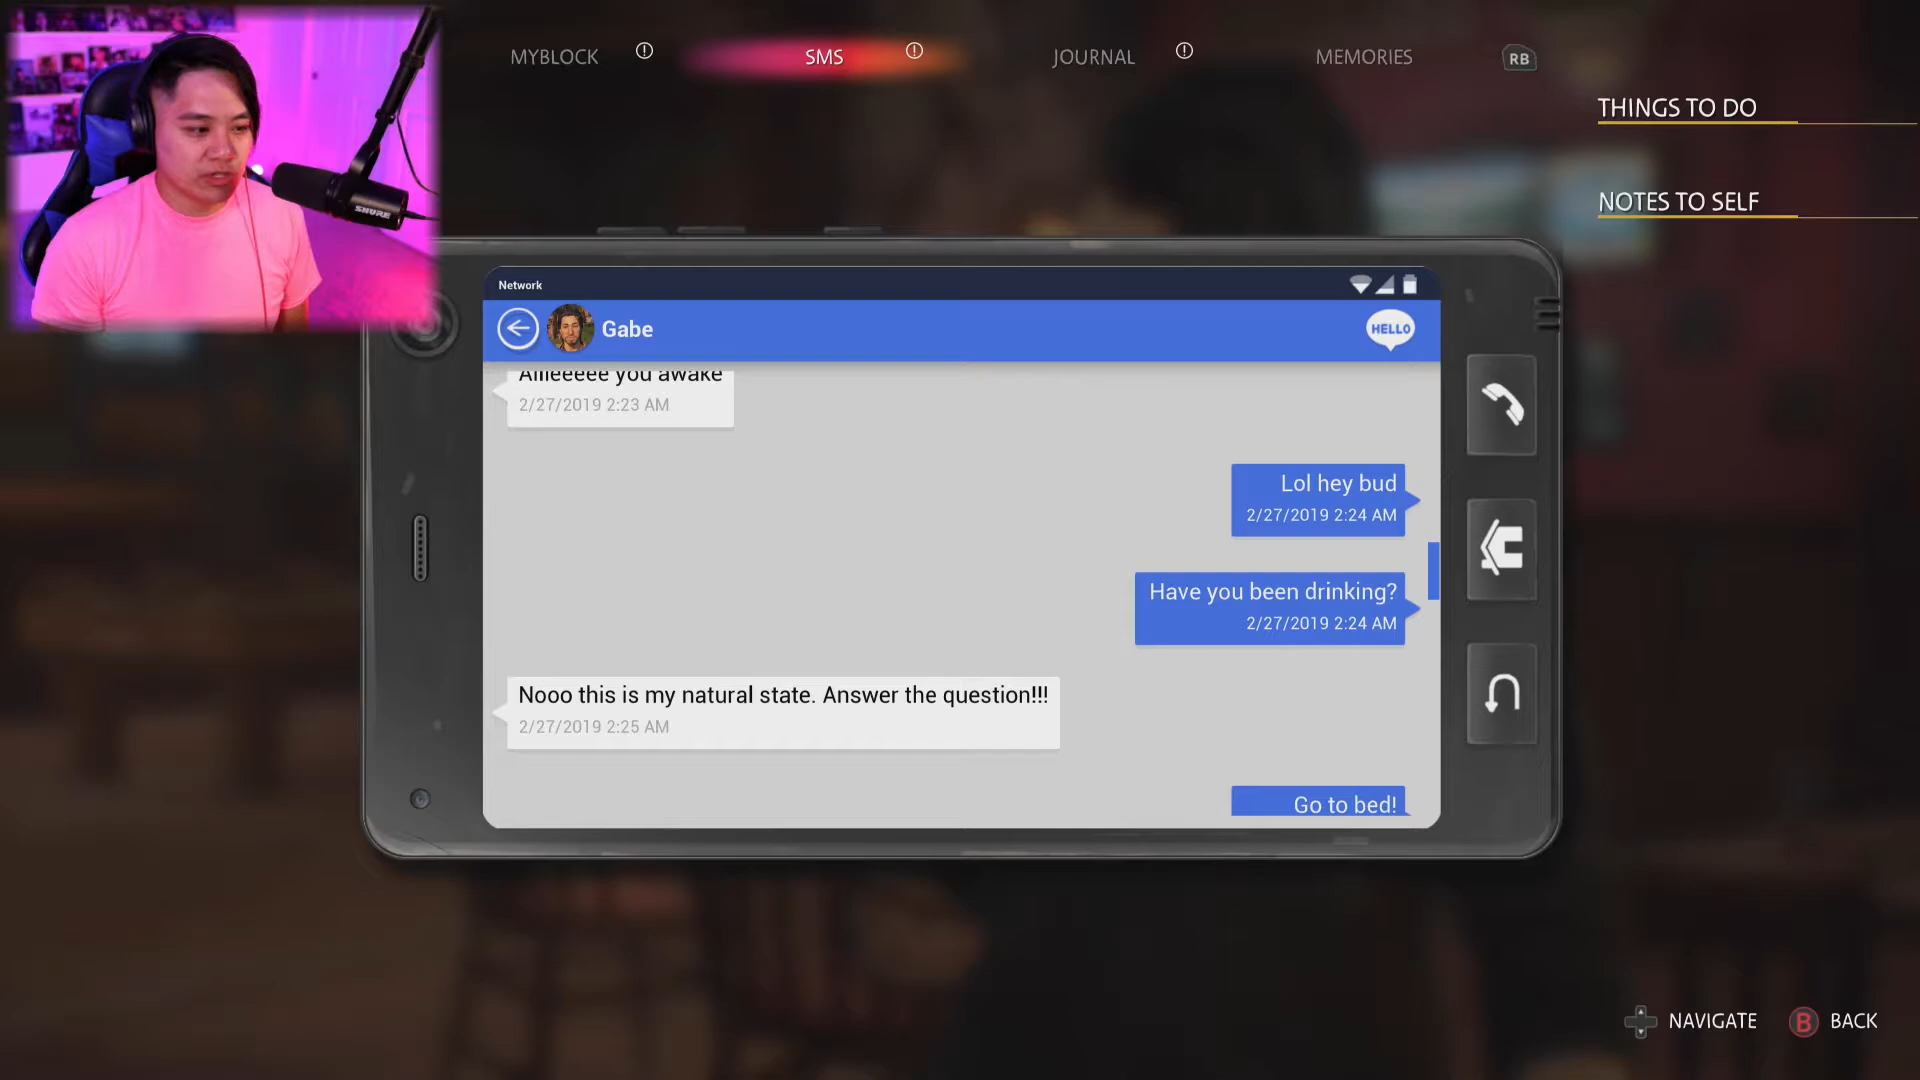 MYBLOCK
SMS
JOURNAL
MEMORIES
RB
THINGS TO DO
NOTES TO SELF
SHURE
Network
Gabe
HELLO
you awake
2/27/2019 2:23 AM
Lol hey bud
2/27/2019 2:24 AM
Have you been drinking?
2/27/2019 2:24 AM
Nooo this is my natural state. Answer the question!!!
2/27/2019 2:25 AM
Go to bed!
NAVIGATE
B BACK